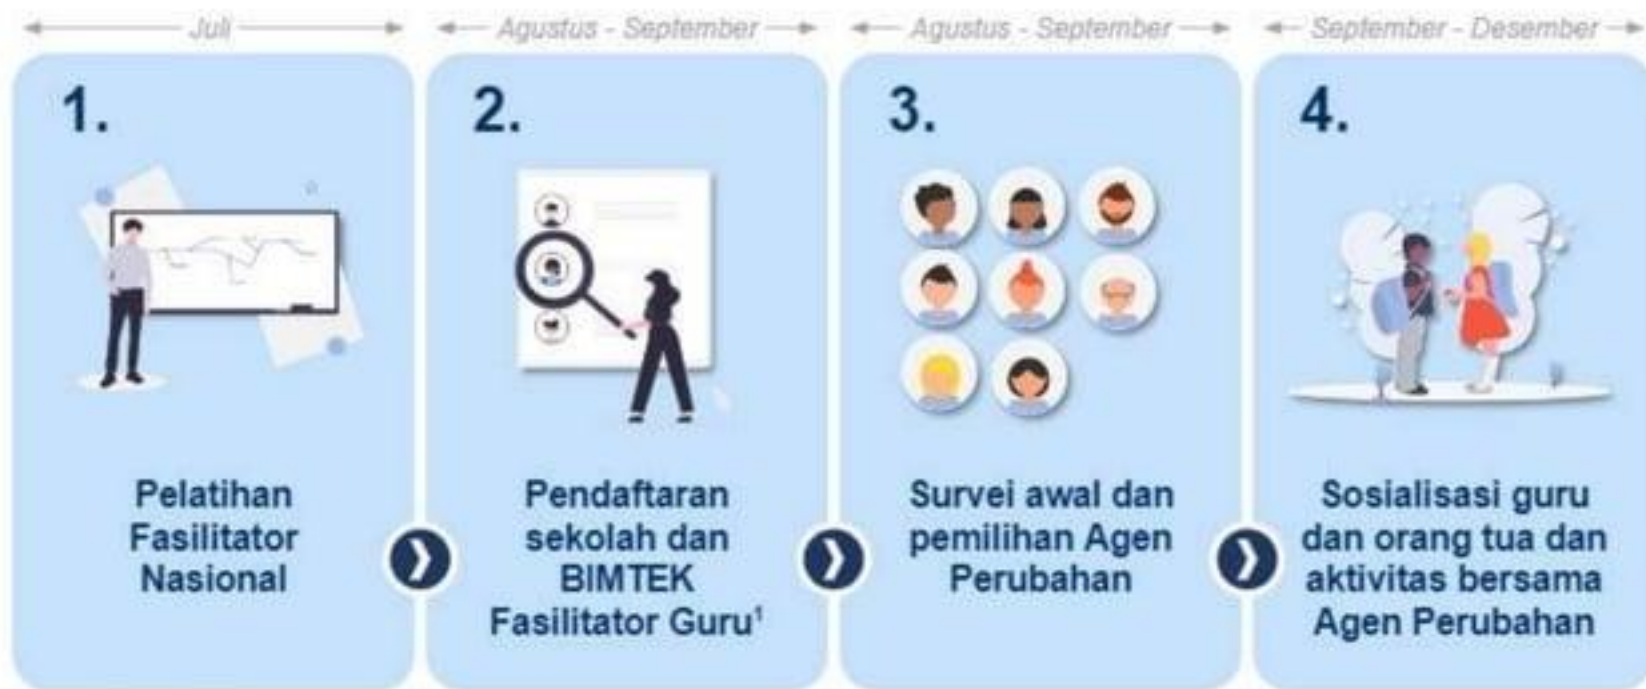 Juli
Agustus - September
Agustus - September
September - Desember
1.
Pelatihan
Fasilitator
Nasional
2.
Pendaftaran
sekolah dan
BIMTEK
Fasilitator Guru¹
3.
Survei awal dan
pemilihan Agen
Perubahan
4.
Sosialisasi guru
dan orang tua dan
aktivitas bersama
Agen Perubahan